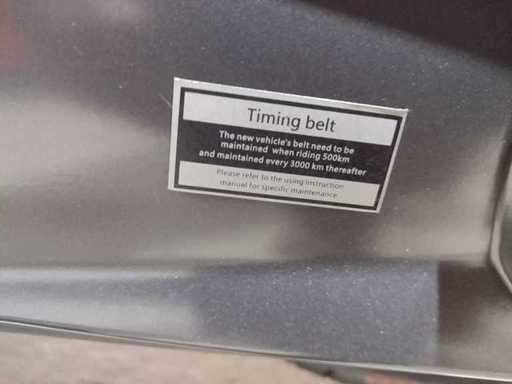 Timing belt
The new vehicle's belt need to be
maintained when riding 500km
and maintained every 3000 km thereafter
Please refer to the using instruction
manual for specific maintenance